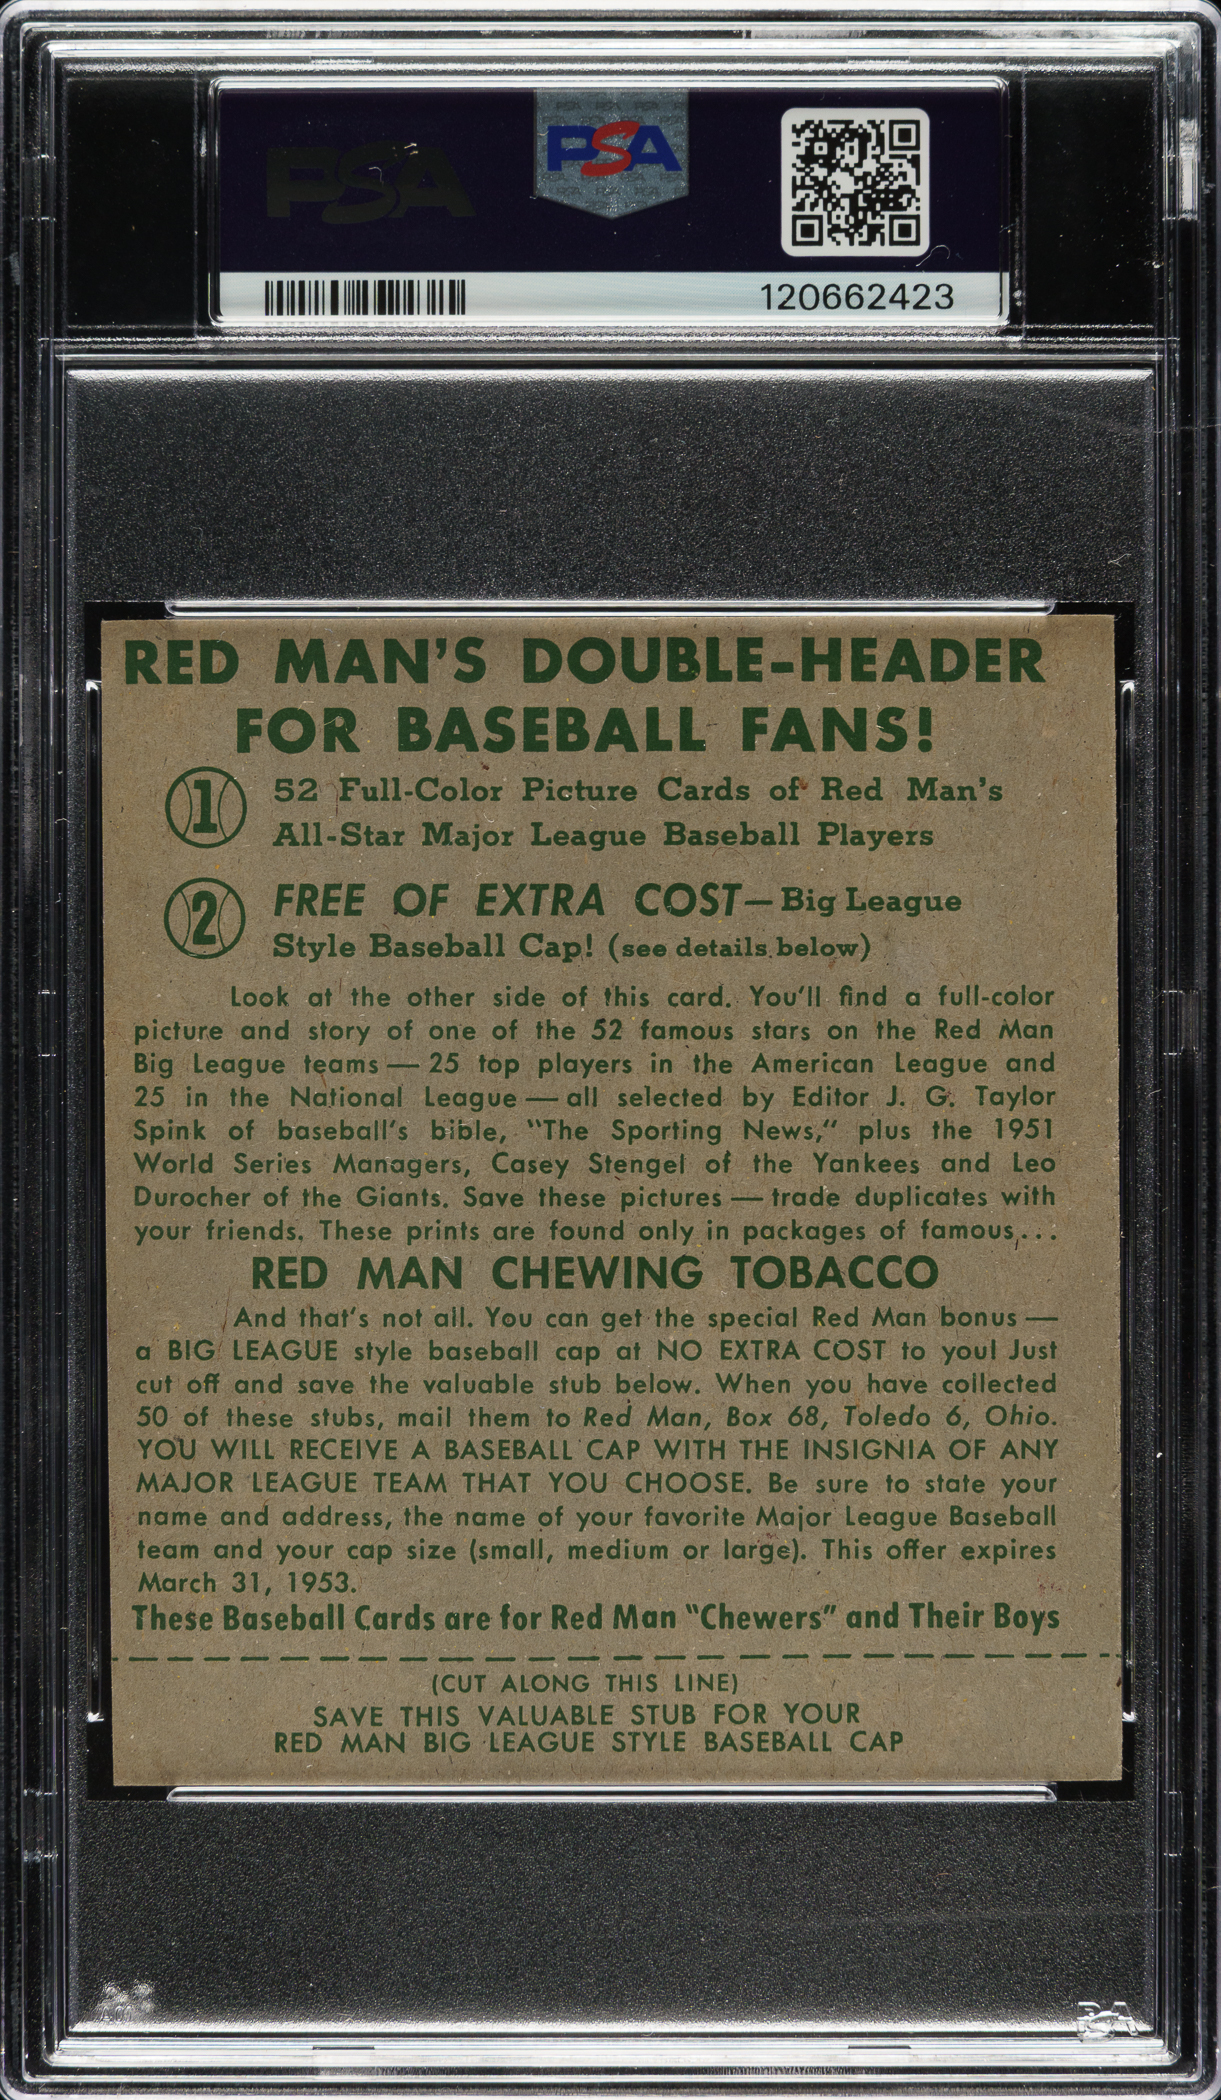 PSA
PSA
120662423
RED MAN'S DOUBLE-HEADER
FOR BASEBALL FANS!
1 52 Full-Color Picture Cards of Red Man's
All-Star Major League Baseball Players
2 FREE OF EXTRA COST—Big League
Style Baseball Cap! (see details below)
Look at the other side of this card. You'll find a full-color
picture and story of one of the 52 famous stars on the Red Man
Big League teams — 25 top players in the American League and
25 in the National League — all selected by Editor J. G. Taylor
Spink of baseball's bible, "The Sporting News," plus the 1951
World Series Managers, Casey Stengel of the Yankees and Leo
Durocher of the Giants. Save these pictures — trade duplicates with
your friends. These prints are found only in packages of famous...
RED MAN CHEWING TOBACCO
And that's not all. You can get the special Red Man bonus —
a BIG LEAGUE style baseball cap at NO EXTRA COST to you! Just
cut off and save the valuable stub below. When you have collected
50 of these stubs, mail them to Red Man, Box 68, Toledo 6, Ohio.
YOU WILL RECEIVE A BASEBALL CAP WITH THE INSIGNIA OF ANY
MAJOR LEAGUE TEAM THAT YOU CHOOSE. Be sure to state your
name and address, the name of your favorite Major League Baseball
team and your cap size (small, medium or large). This offer expires
March 31, 1953.
These Baseball Cards are for Red Man "Chewers" and Their Boys
(CUT ALONG THIS LINE)
SAVE THIS VALUABLE STUB FOR YOUR
RED MAN BIG LEAGUE STYLE BASEBALL CAP
PSA